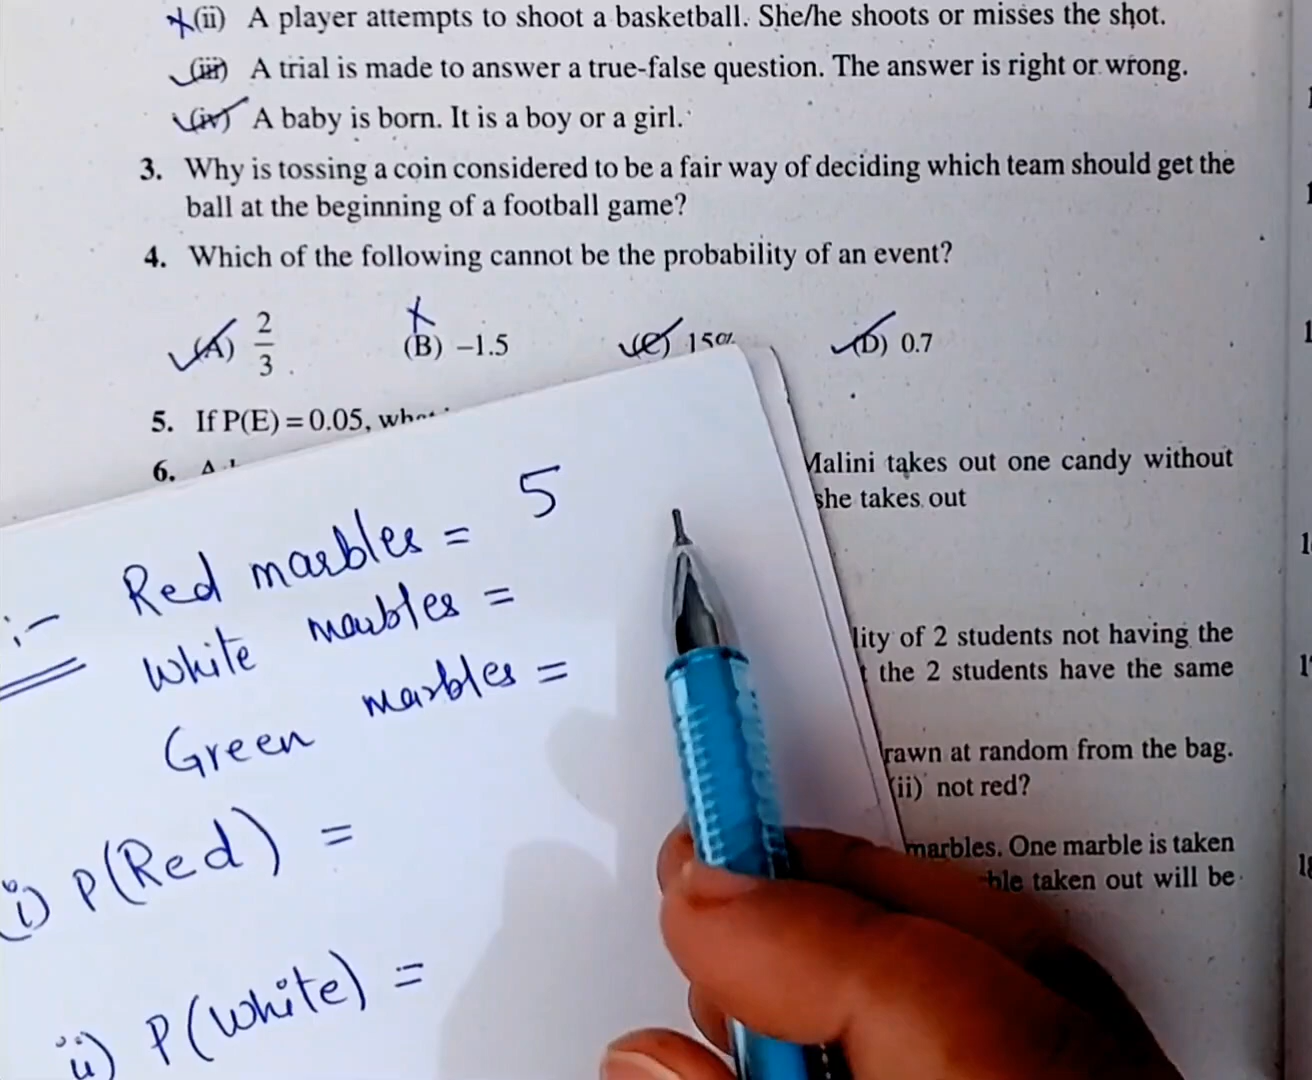 (ii) A player attempts to shoot a basketball. She/he shoots or misses the shot.
(iii) A trial is made to answer a true-false question. The answer is right or wrong.
(iv) A baby is born. It is a boy or a girl.
3. Why is tossing a coin considered to be a fair way of deciding which team should get the
ball at the beginning of a football game?
4. Which of the following cannot be the probability of an event?
(A) 2/3 (B) –1.5 (C) 15% (D) 0.7
5. If P(E) = 0.05,
6.
Malini takes out one candy without
she takes out
Red marbles = 5
White marbles =
Green marbles =
i) P(Red) =
ii) P(White) =
of 2 students not having the
the 2 students have the same
at random from the bag.
(ii) not red?
marbles. One marble is taken
taken out will be